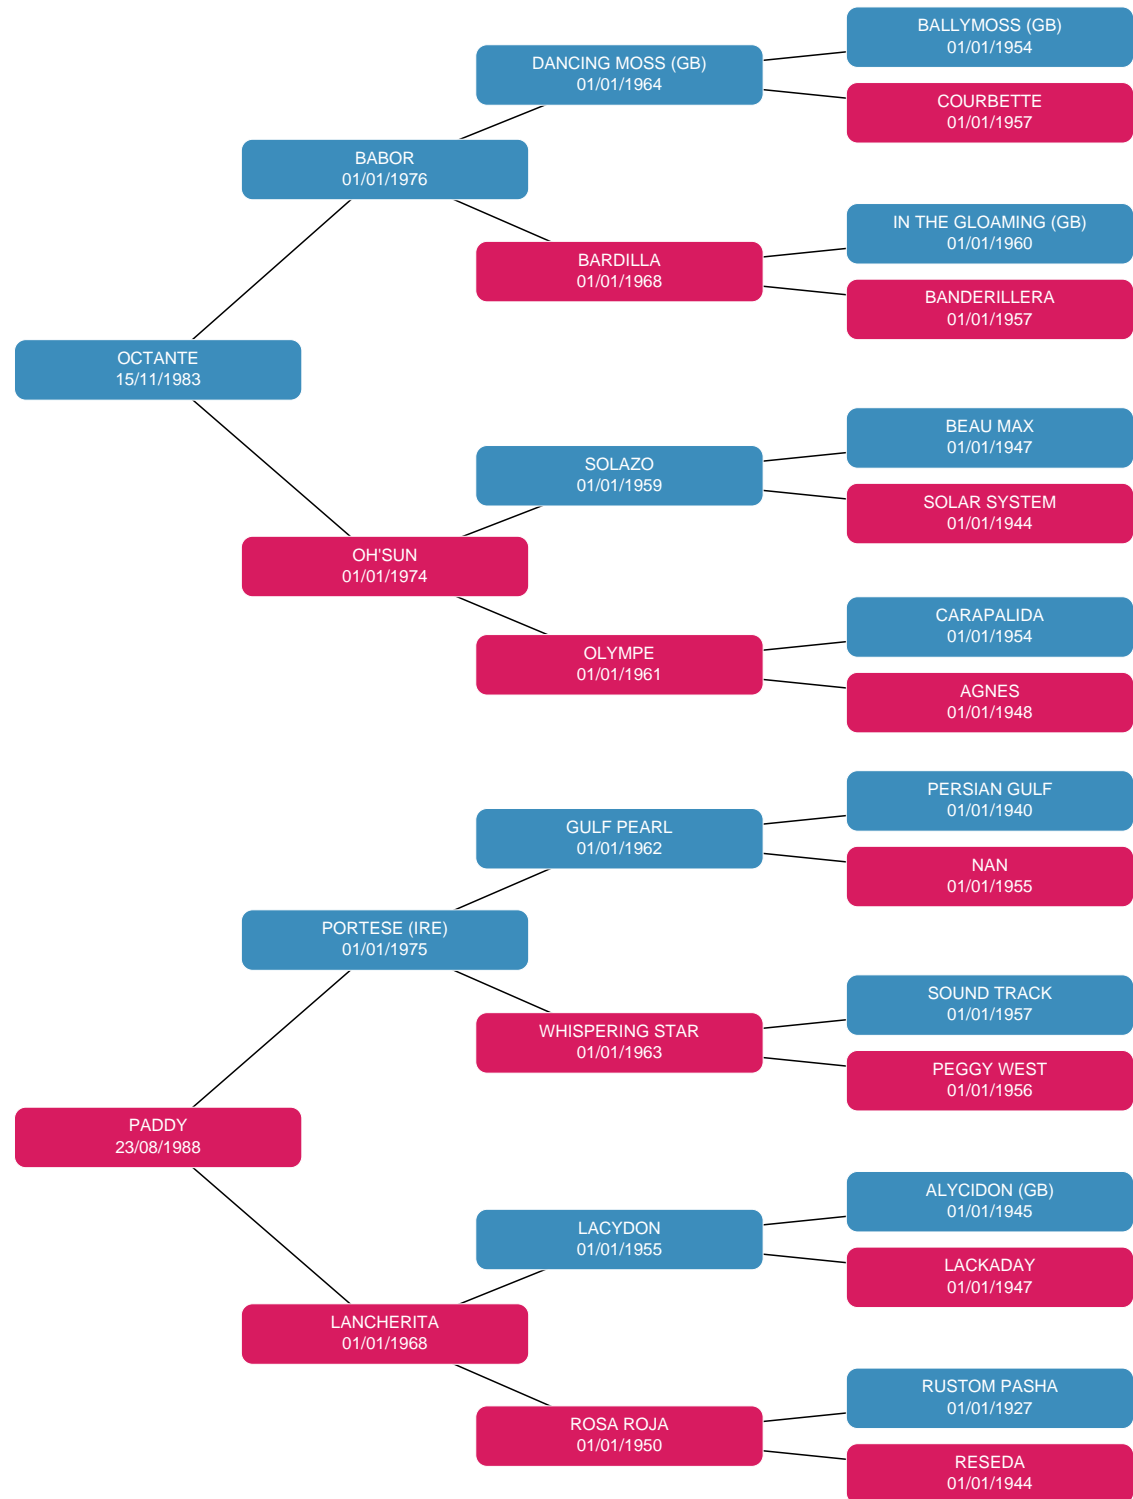 BALLYMOSS (GB)
01/01/1954
DANCING MOSS (GB)
01/01/1964
COURBETTE
01/01/1957
BABOR
01/01/1976
IN THE GLOAMING (GB)
01/01/1960
BARDILLA
01/01/1968
BANDERILLERA
01/01/1957
OCTANTE
15/11/1983
BEAU MAX
01/01/1947
SOLAZO
01/01/1959
SOLAR SYSTEM
01/01/1944
OH'SUN
01/01/1974
CARAPALIDA
01/01/1954
OLYMPE
01/01/1961
AGNES
01/01/1948
PERSIAN GULF
01/01/1940
GULF PEARL
01/01/1962
NAN
01/01/1955
PORTESE (IRE)
01/01/1975
SOUND TRACK
01/01/1957
WHISPERING STAR
01/01/1963
PEGGY WEST
01/01/1956
PADDY
23/08/1988
ALYCIDON (GB)
01/01/1945
LACYDON
01/01/1955
LACKADAY
01/01/1947
LANCHERITA
01/01/1968
RUSTOM PASHA
01/01/1927
ROSA ROJA
01/01/1950
RESEDA
01/01/1944